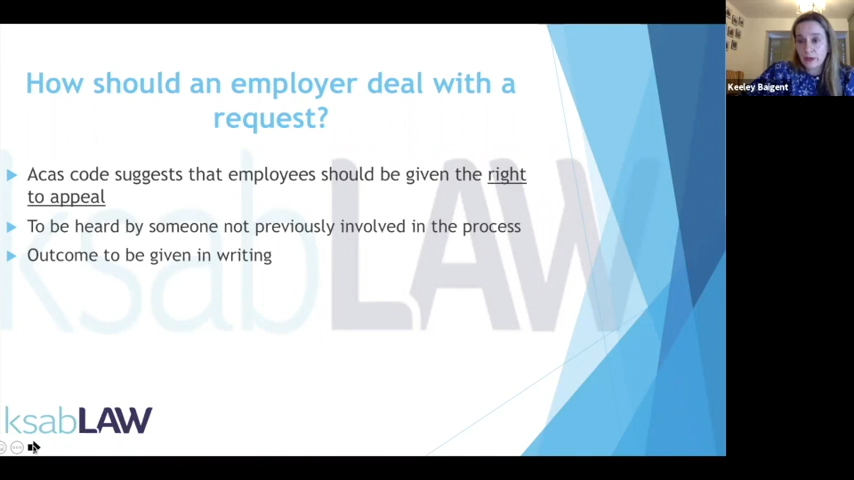 How should an employer deal with a
request?
Acas code suggests that employees should be given the right
to appeal
To be heard by someone not previously involved in the process
Outcome to be given in writing
ksabLAW
ksabLAW
Keeley Baigent